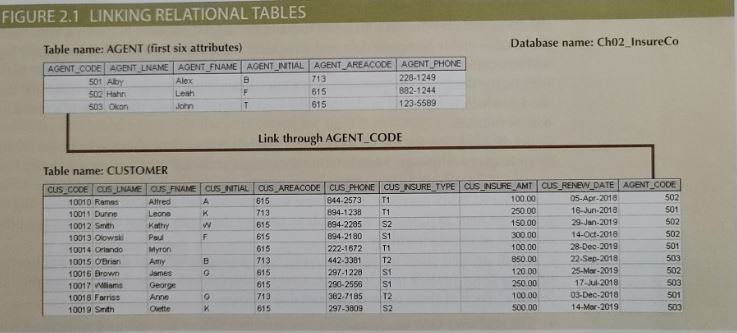 FIGURE 2.1 LINKING RELATIONAL TABLES
Table name: AGENT (first six attributes)
Database name: Ch02_InsureCo
AGENT_CODE AGENT_LNAME AGENT_FNAME AGENT_INITIAL AGENT_AREACODE AGENT_PHONE
501 Alby Alex B 713 228-1249
502 Hahn Leah F 615 882-1244
503 Okon John T 615 123-5589
Link through AGENT_CODE
Table name: CUSTOMER
CUS_CODE CUS_LNAME CUS_FNAME CUS_INITIAL CUS_AREACODE CUS_PHONE CUS_INSURE_TYPE CUS_INSURE_AMT CUS_RENEW_DATE AGENT_CODE
10010 Ramas Alfred A 615 844-2573 T1 100.00 05-Apr-2018 502
10011 Dunne Leona K 713 894-1238 T1 250.00 16-Jun-2018 501
10012 Smith Kathy W 615 894-2285 S2 150.00 29-Jan-2019 502
10013 Olowski Paul F 615 894-2180 S1 300.00 14-Oct-2018 502
10014 Orlando Myron 615 222-1672 T1 100.00 28-Dec-2019 501
10015 O'Brian Amy B 713 442-3381 T2 850.00 22-Sep-2018 503
10016 Brown James G 615 297-1228 S1 120.00 25-Mar-2019 502
10017 Williams George 615 290-2556 S1 250.00 17-Jul-2018 503
10018 Farriss Anne G 713 382-7185 T2 100.00 03-Dec-2018 501
10019 Smith Olette K 615 297-3809 S2 500.00 14-Mar-2019 503